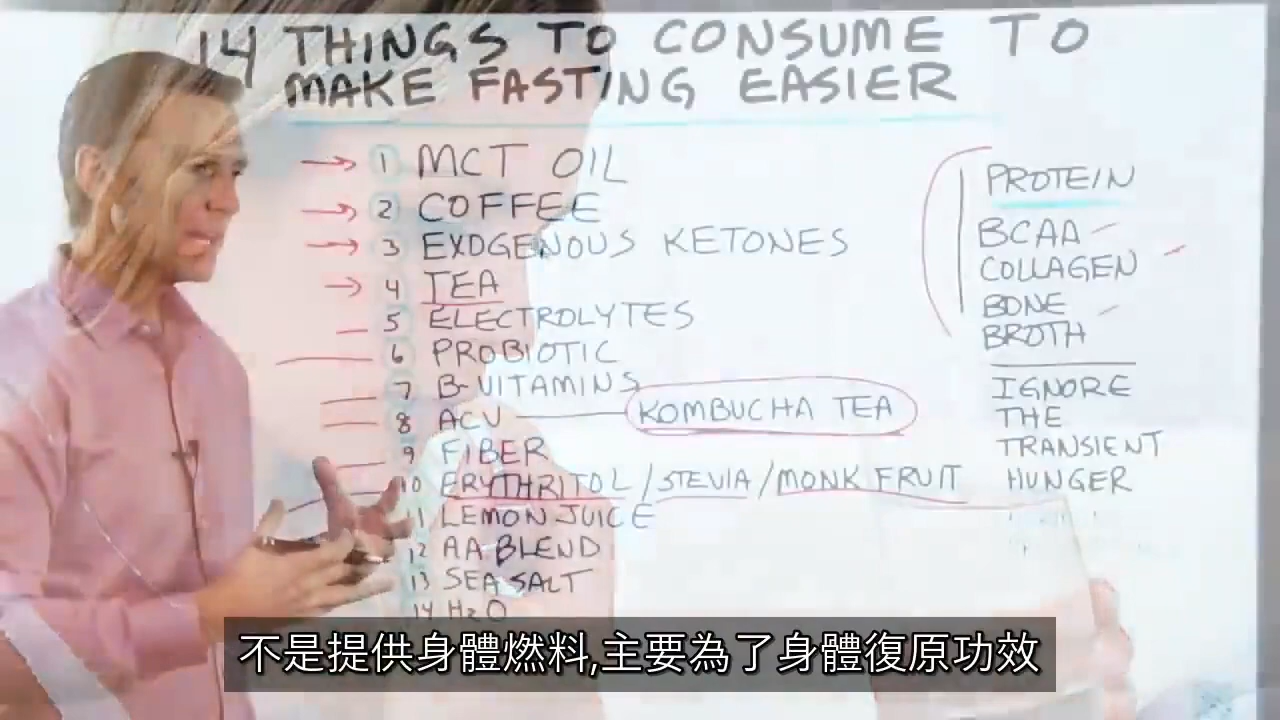 14 THINGS TO CONSUME TO
MAKE FASTING EASIER
1 MCT OIL
2 COFFEE
3 EXOGENOUS KETONES
4 TEA
5 ELECTROLYTES
6 PROBIOTIC
7 B-VITAMINS
8 ACV KOMBUCHA TEA
9 FIBER
10 ERYTHRITOL / STEVIA / MONK FRUIT
11 LEMON JUICE
12 AA BLEND
13 SEA SALT
14 H2O
PROTEIN
BCAA
COLLAGEN
BONE
BROTH
IGNORE
THE
TRANSIENT
HUNGER
不是提供身體燃料,主要為了身體復原功效